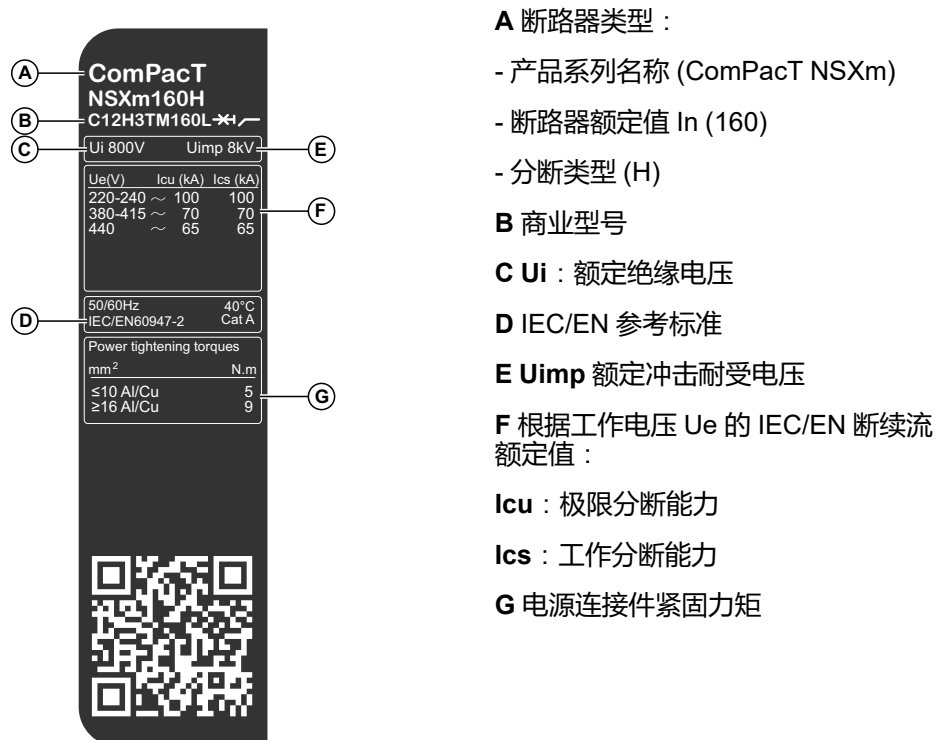 ComPacT
NSXm160H
C12H3TM160L
Ui 800V Uimp 8kV
Ue(V) Icu (kA) Ics (kA)
220-240 ~ 100 100
380-415 ~ 70 70
440 ~ 65 65
50/60Hz 40°C
IEC/EN60947-2 Cat A
Power tightening torques
mm² N.m
≤10 Al/Cu 5
≥16 Al/Cu 9
A
B
C
D
E
F
G
A 断路器类型：
- 产品系列名称 (ComPacT NSXm)
- 断路器额定值 In (160)
- 分断类型 (H)
B 商业型号
C Ui：额定绝缘电压
D IEC/EN 参考标准
E Uimp 额定冲击耐受电压
F 根据工作电压 Ue 的 IEC/EN 断续流
额定值：
Icu：极限分断能力
Ics：工作分断能力
G 电源连接件紧固力矩